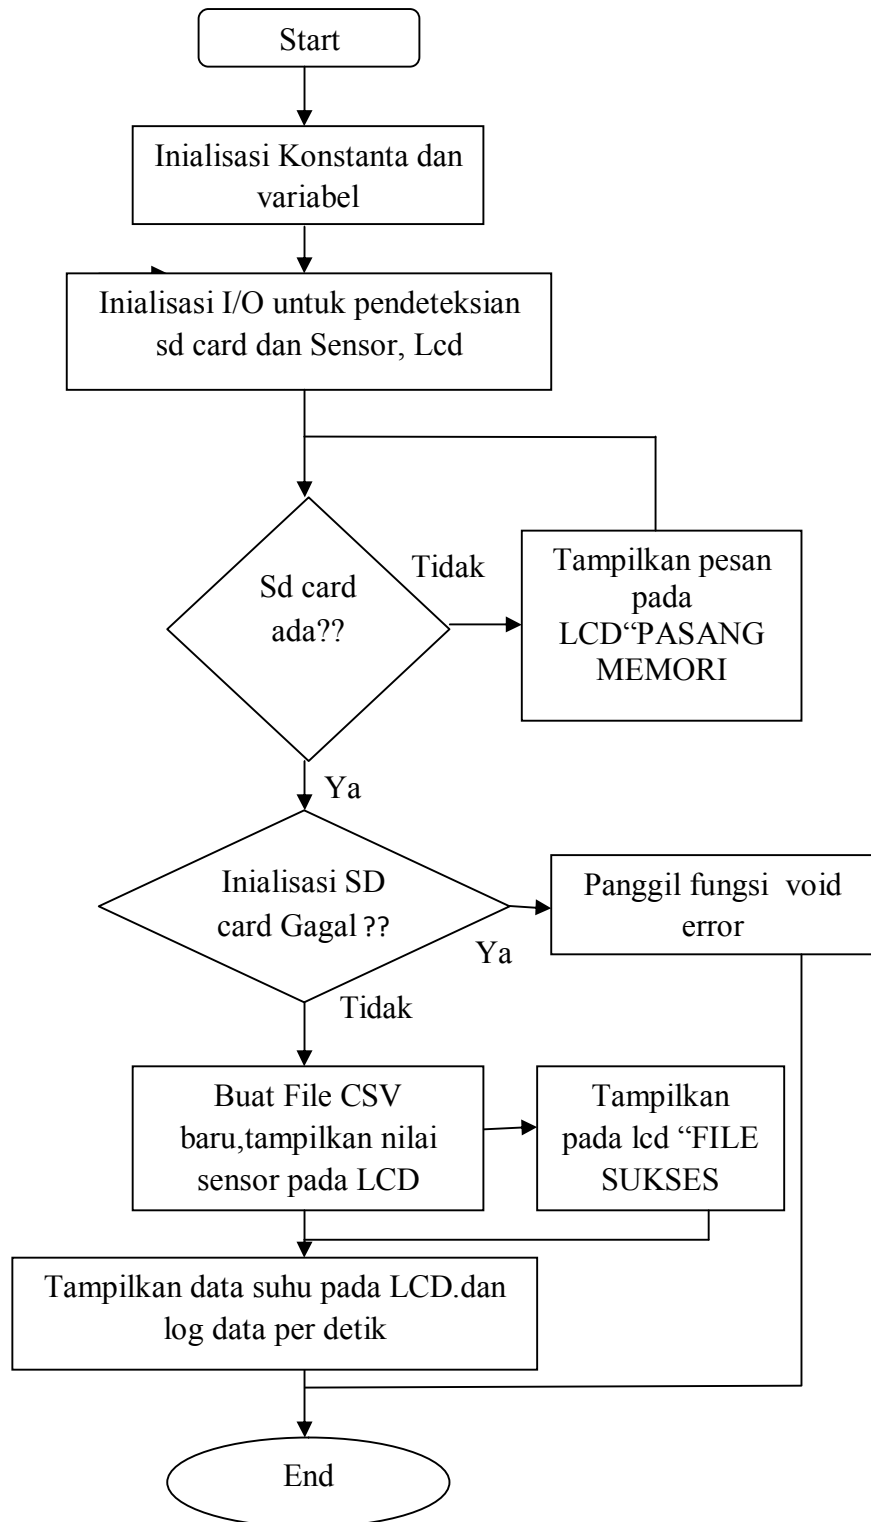 Start
Inialisasi Konstanta dan
variabel
Inialisasi I/O untuk pendeteksian
sd card dan Sensor, Lcd
Sd card
ada??
Tidak
Tampilkan pesan
pada
LCD“PASANG
MEMORI
Ya
Inialisasi SD
card Gagal ??
Ya
Panggil fungsi  void
error
Tidak
Buat File CSV
baru,tampilkan nilai
sensor pada LCD
Tampilkan
pada lcd “FILE
SUKSES
Tampilkan data suhu pada LCD.dan
log data per detik
End